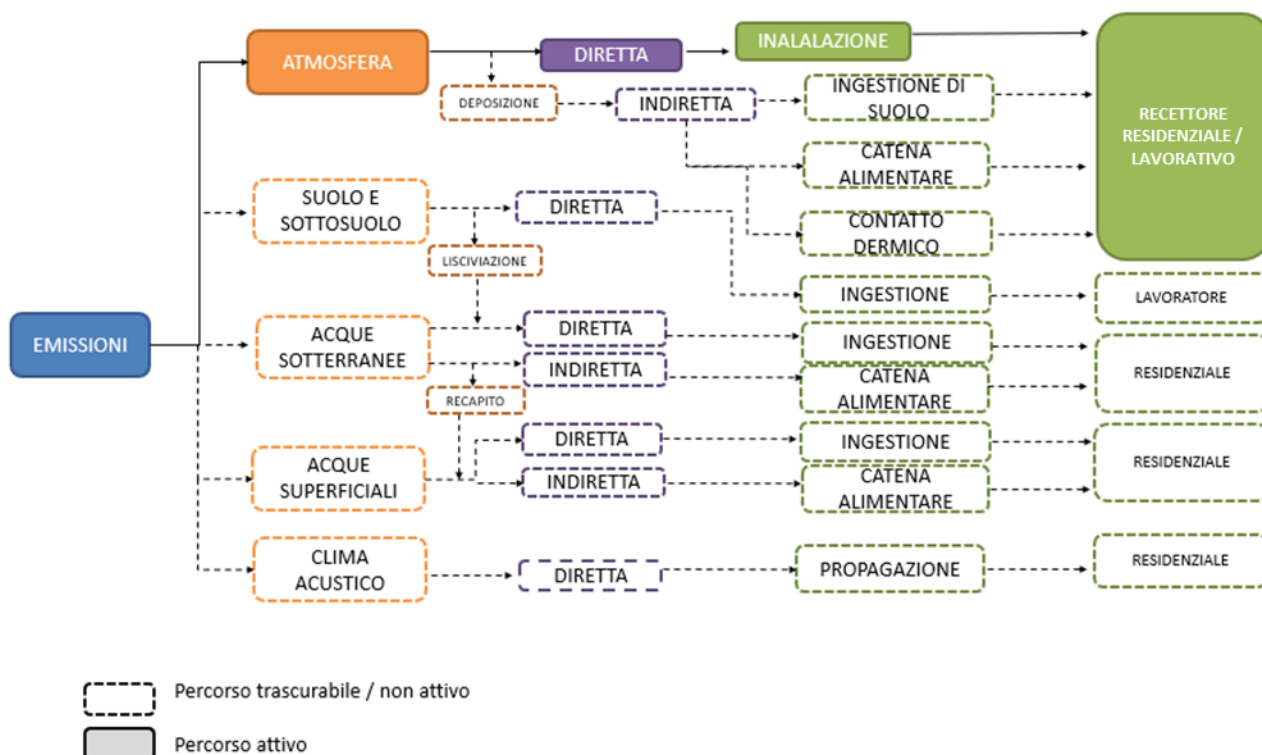 ATMOSFERA
DIRETTA
INALALAZIONE
DEPOSIZIONE
INDIRETTA
INGESTIONE DI
SUOLO
RECETTORE
RESIDENZIALE /
LAVORATIVO
CATENA
ALIMENTARE
SUOLO E
SOTTOSUOLO
DIRETTA
CONTATTO
DERMICO
LISCIVIAZIONE
INGESTIONE
LAVORATORE
EMISSIONI
ACQUE
SOTTERRANEE
DIRETTA
INGESTIONE
INDIRETTA
CATENA
ALIMENTARE
RESIDENZIALE
RECAPITO
DIRETTA
INGESTIONE
ACQUE
SUPERFICIALI
INDIRETTA
CATENA
ALIMENTARE
RESIDENZIALE
CLIMA
ACUSTICO
DIRETTA
PROPAGAZIONE
RESIDENZIALE
Percorso trascurabile / non attivo
Percorso attivo